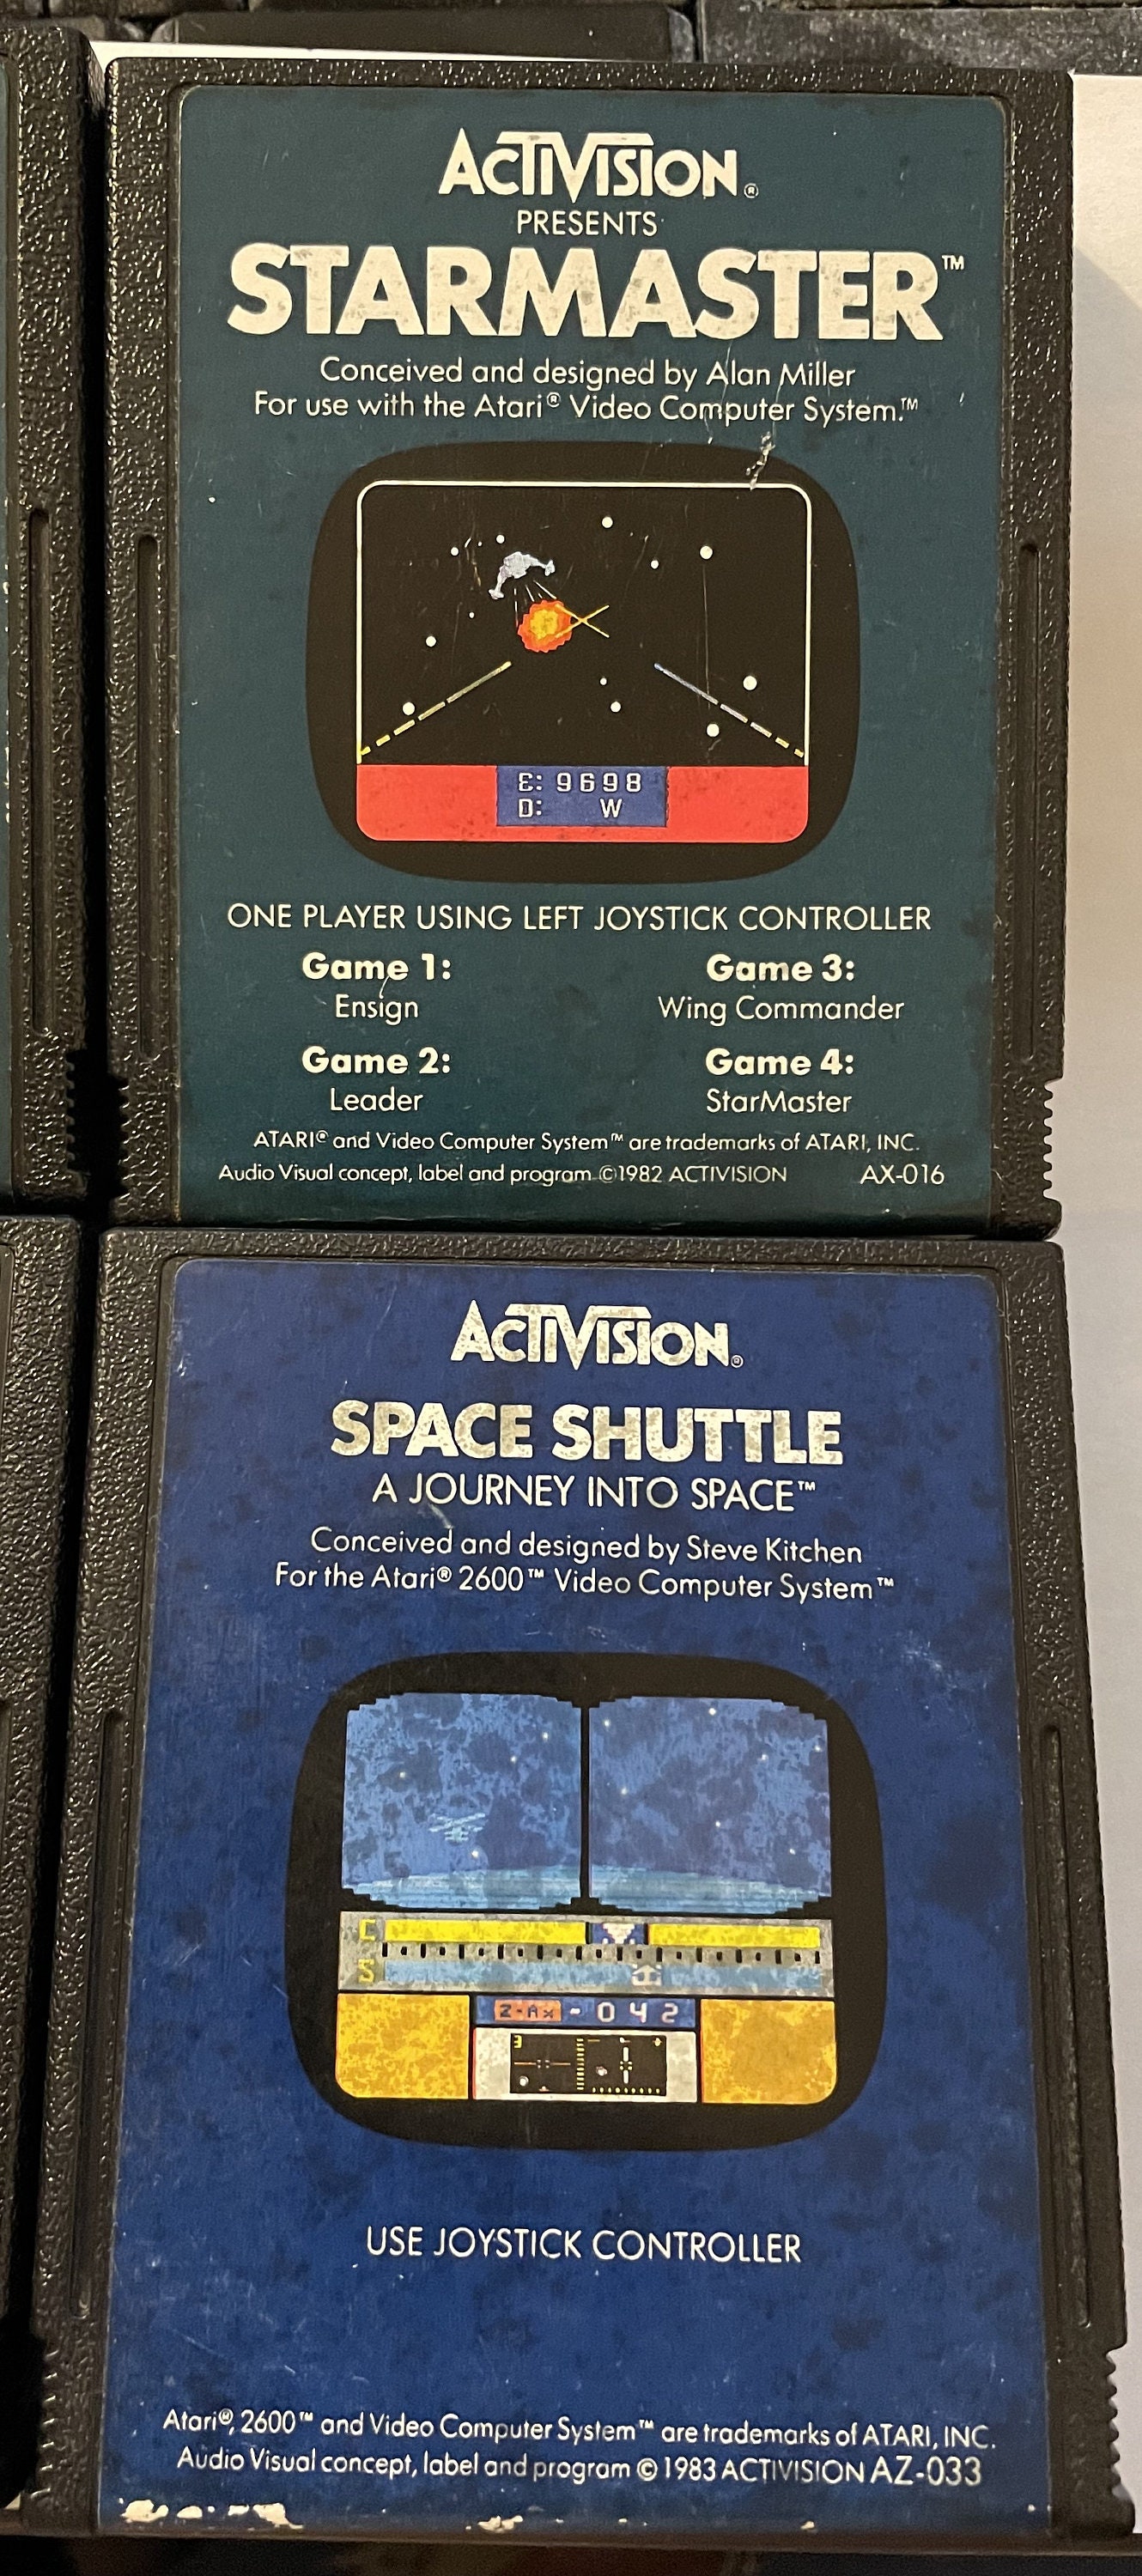 ACTIVISION®
PRESENTS
STARMASTER™
Conceived and designed by Alan Miller
For use with the Atari® Video Computer System.™
E: 9698
D: W
ONE PLAYER USING LEFT JOYSTICK CONTROLLER
Game 1: Game 3:
Ensign Wing Commander
Game 2: Game 4:
Leader StarMaster
ATARI® and Video Computer System™ are trademarks of ATARI, INC.
Audio Visual concept, label and program ©1982 ACTIVISION AX-016
ACTIVISION®
SPACE SHUTTLE
A JOURNEY INTO SPACE™
Conceived and designed by Steve Kitchen
For the Atari® 2600™ Video Computer System™
C
S
Z-Ax -042
3
USE JOYSTICK CONTROLLER
Atari®, 2600™ and Video Computer System™ are trademarks of ATARI, INC.
Audio Visual concept, label and program © 1983 ACTIVISION AZ-033